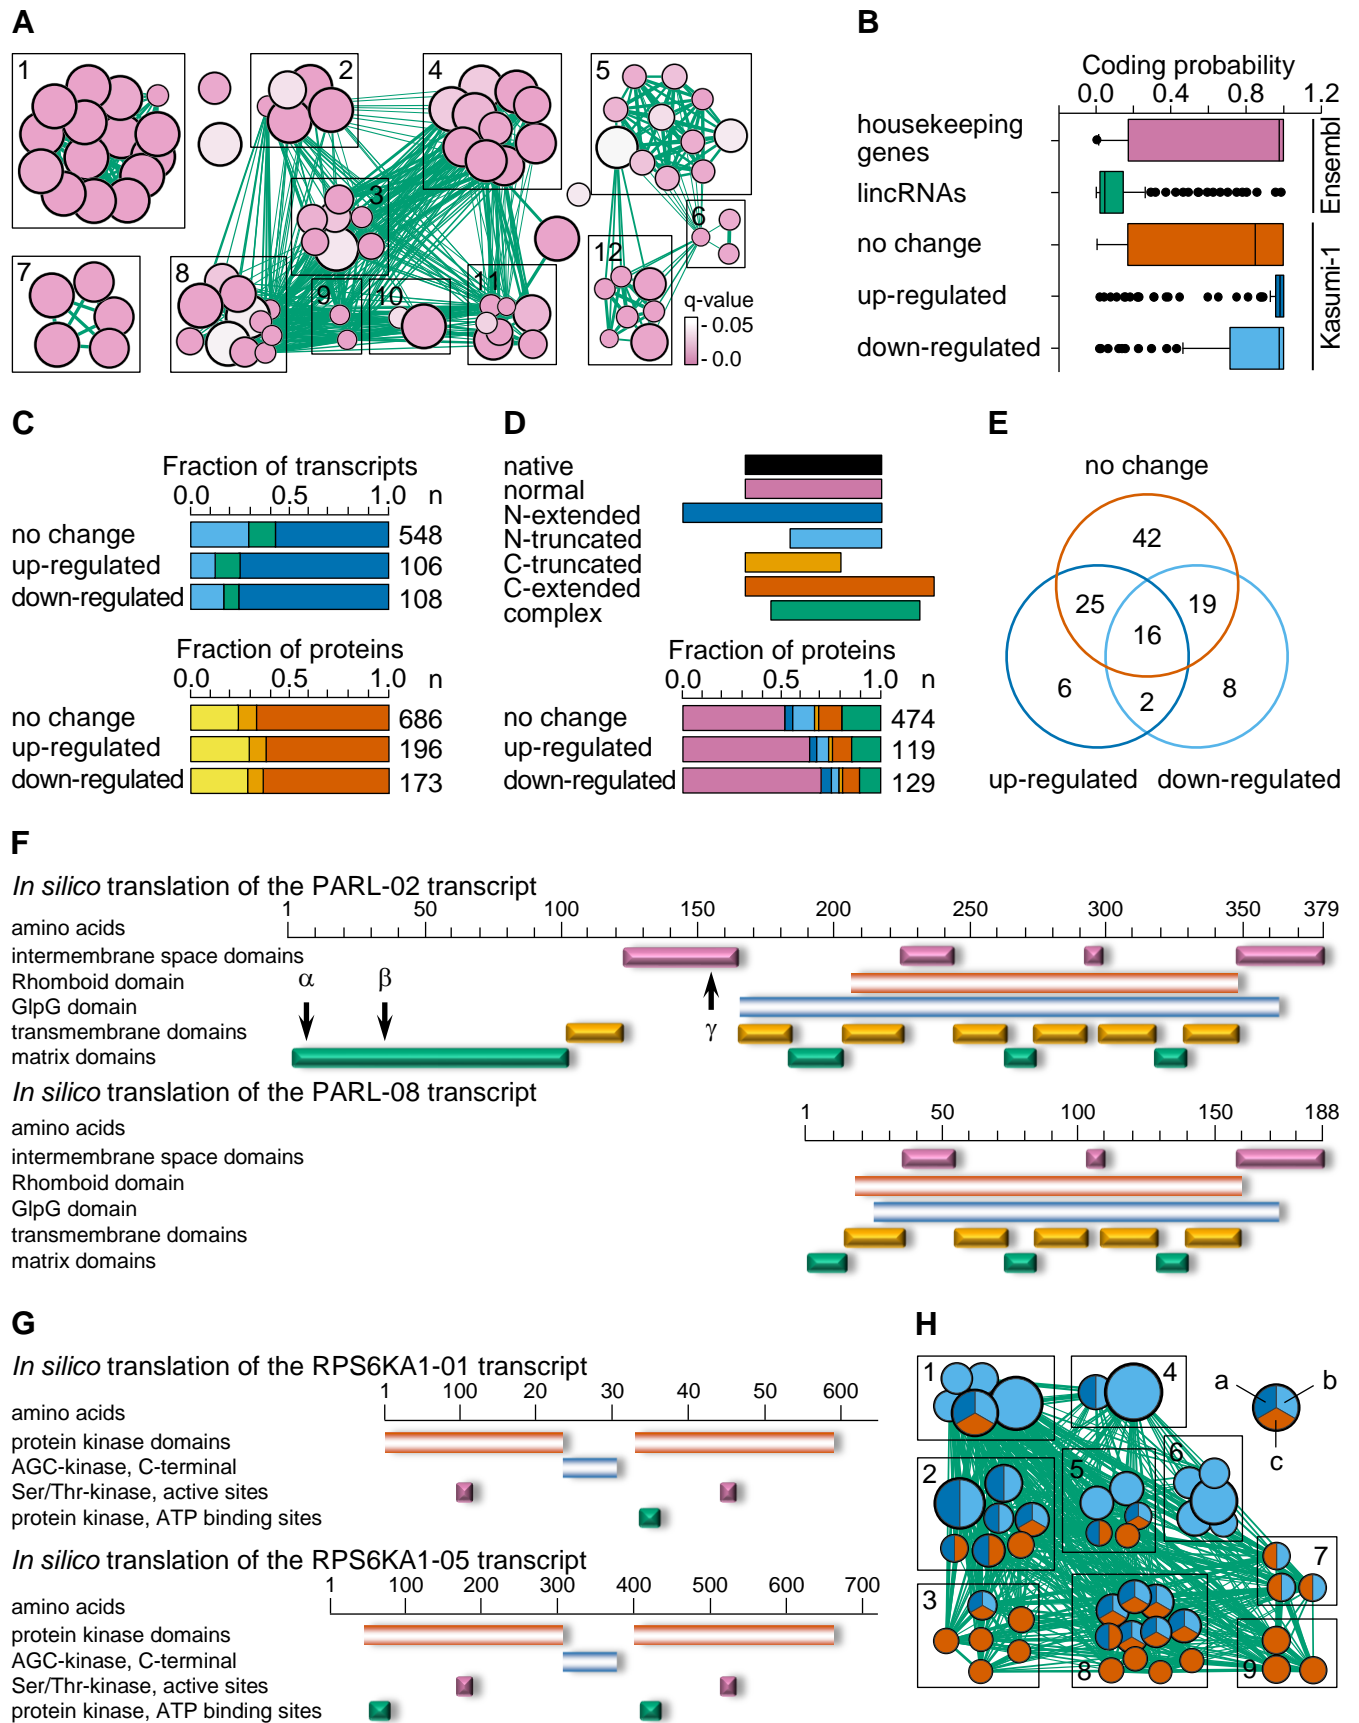 A
1
2
4
5
3
6
7
8
9
10
11
12
q-value
- 0.05
- 0.0
B
Coding probability
0.0 0.4 0.8 1.2
housekeeping
genes
lincRNAs
no change
up-regulated
down-regulated
Ensembl
Kasumi-1
C
Fraction of transcripts
0.0 0.5 1.0 n
no change 548
up-regulated 106
down-regulated 108
Fraction of proteins
0.0 0.5 1.0 n
no change 686
up-regulated 196
down-regulated 173
D
native
normal
N-extended
N-truncated
C-truncated
C-extended
complex
Fraction of proteins
0.0 0.5 1.0 n
no change 474
up-regulated 119
down-regulated 129
E
no change
42
25 19
16
6 2 8
up-regulated down-regulated
F
In silico translation of the PARL-02 transcript
1 50 100 150 200 250 300 350 379
amino acids
intermembrane space domains
Rhomboid domain
α β
GlpG domain
transmembrane domains
γ
matrix domains
In silico translation of the PARL-08 transcript
1 50 100 150 188
amino acids
intermembrane space domains
Rhomboid domain
GlpG domain
transmembrane domains
matrix domains
G
In silico translation of the RPS6KA1-01 transcript
1 100 20 30 40 50 600
amino acids
protein kinase domains
AGC-kinase, C-terminal
Ser/Thr-kinase, active sites
protein kinase, ATP binding sites
In silico translation of the RPS6KA1-05 transcript
1 100 200 300 400 500 600 700
amino acids
protein kinase domains
AGC-kinase, C-terminal
Ser/Thr-kinase, active sites
protein kinase, ATP binding sites
H
1
4
a b
c
2
5
6
7
3
8
9